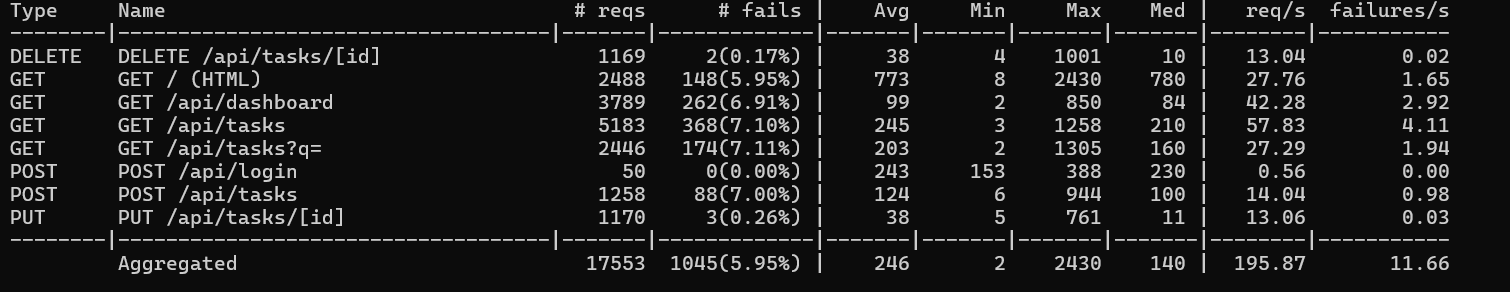 Type     Name                                # reqs      # fails |    Avg     Min     Max    Med |   req/s  failures/s
--------|------------------------------------|-------|-------------|-------|-------|-------|-------|--------|-----------
DELETE   DELETE /api/tasks/[id]                1169     2(0.17%) |     38       4    1001     10 |   13.04        0.02
GET      GET / (HTML)                          2488   148(5.95%) |    773       8    2430    780 |   27.76        1.65
GET      GET /api/dashboard                    3789   262(6.91%) |     99       2     850     84 |   42.28        2.92
GET      GET /api/tasks                        5183   368(7.10%) |    245       3    1258    210 |   57.83        4.11
GET      GET /api/tasks?q=                     2446   174(7.11%) |    203       2    1305    160 |   27.29        1.94
POST     POST /api/login                         50     0(0.00%) |    243     153     388    230 |    0.56        0.00
POST     POST /api/tasks                       1258    88(7.00%) |    124       6     944    100 |   14.04        0.98
PUT      PUT /api/tasks/[id]                   1170     3(0.26%) |     38       5     761     11 |   13.06        0.03
--------|------------------------------------|-------|-------------|-------|-------|-------|-------|--------|-----------
         Aggregated                           17553  1045(5.95%) |    246       2    2430    140 |  195.87       11.66